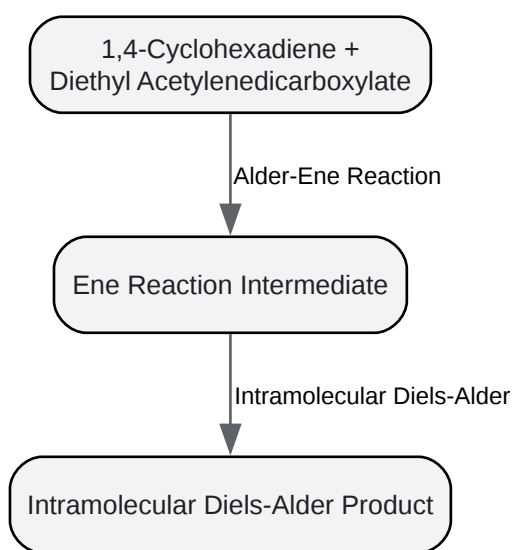 1,4-Cyclohexadiene +
Diethyl Acetylenedicarboxylate
Alder-Ene Reaction
Ene Reaction Intermediate
Intramolecular Diels-Alder
Intramolecular Diels-Alder Product